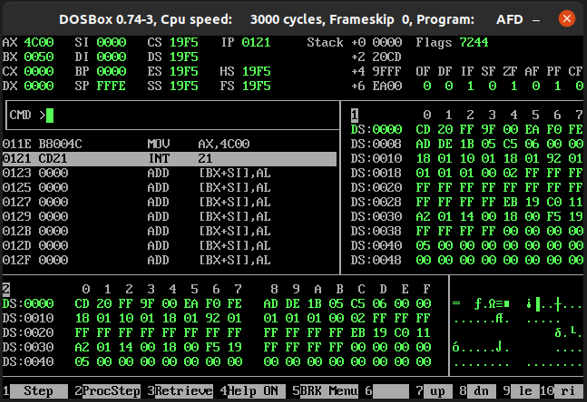 DOSBox 0.74-3, Cpu speed: 3000 cycles, Frameskip 0, Program: AFD
AX 4C00 SI 0000 CS 19F5 IP 0121 Stack +0 0000 Flags 7244
BX 0050 DI 0000 DS 19F5 +2 20CD
CX 0000 BP 0000 ES 19F5 HS 19F5 +4 9FFF OF DF IF SF ZF AF PF CF
DX 0000 SP FFFE SS 19F5 FS 19F5 +6 EA00 0 0 1 0 1 0 1 0
CMD >
011E B8004C MOV AX,4C00
0121 CD21 INT 21
0123 0000 ADD [BX+SI],AL
0125 0000 ADD [BX+SI],AL
0127 0000 ADD [BX+SI],AL
0129 0000 ADD [BX+SI],AL
012B 0000 ADD [BX+SI],AL
012D 0000 ADD [BX+SI],AL
012F 0000 ADD [BX+SI],AL
1 0 1 2 3 4 5 6 7
DS:0000 CD 20 FF 9F 00 EA F0 FE
DS:0008 AD DE 1B 05 C5 06 00 00
DS:0010 18 01 10 01 18 01 92 01
DS:0018 01 01 01 00 02 FF FF FF
DS:0020 FF FF FF FF FF FF FF FF
DS:0028 FF FF FF FF EB 19 C0 11
DS:0030 A2 01 14 00 18 00 F5 19
DS:0038 FF FF FF FF 00 00 00 00
DS:0040 05 00 00 00 00 00 00 00
DS:0048 00 00 00 00 00 00 00 00
2 0 1 2 3 4 5 6 7 8 9 A B C D E F
DS:0000 CD 20 FF 9F 00 EA F0 FE AD DE 1B 05 C5 06 00 00 = ƒ.Ω≡■ ¡▐..┼...
DS:0010 18 01 10 01 18 01 92 01 01 01 01 00 02 FF FF FF
DS:0020 FF FF FF FF FF FF FF FF FF FF FF FF EB 19 C0 11 δ.└.
DS:0030 A2 01 14 00 18 00 F5 19 FF FF FF FF 00 00 00 00 ó.....⌡. ....
DS:0040 05 00 00 00 00 00 00 00 00 00 00 00 00 00 00 00 ........ ........
1 Step 2 ProcStep 3 Retrieve 4 Help ON 5 BRK Menu 6 7 up 8 dn 9 le 10 ri